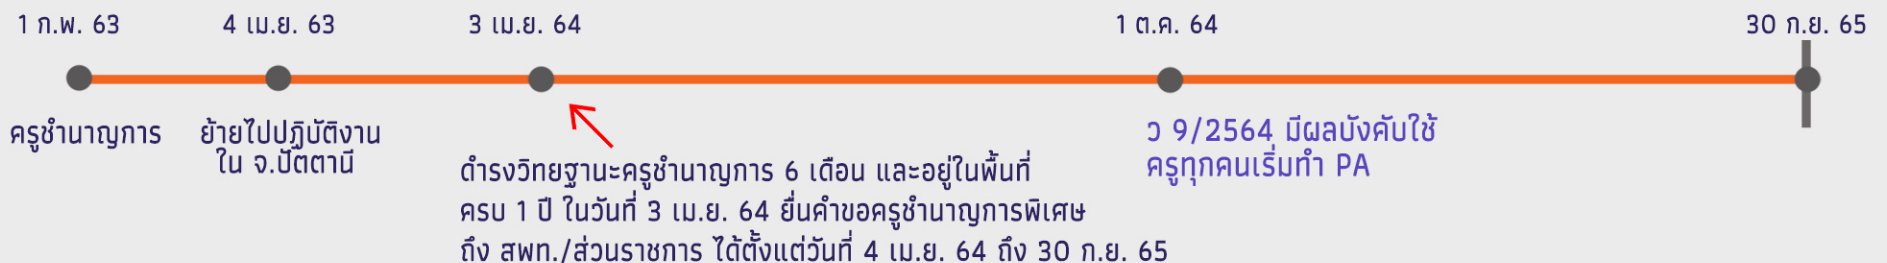 1 ก.พ. 63
4 เม.ย. 63
3 เม.ย. 64
1 ต.ค. 64
30 ก.ย. 65
ครูชำนาญการ
ย้ายไปปฏิบัติงาน
ใน จ.ปัตตานี
ดำรงวิทยฐานะครูชำนาญการ 6 เดือน และอยู่ในพื้นที่
ครบ 1 ปี ในวันที่ 3 เม.ย. 64 ยื่นคำขอครูชำนาญการพิเศษ
ถึง สพท./ส่วนราชการ ได้ตั้งแต่วันที่ 4 เม.ย. 64 ถึง 30 ก.ย. 65
ว 9/2564 มีผลบังคับใช้
ครูทุกคนเริ่มทำ PA